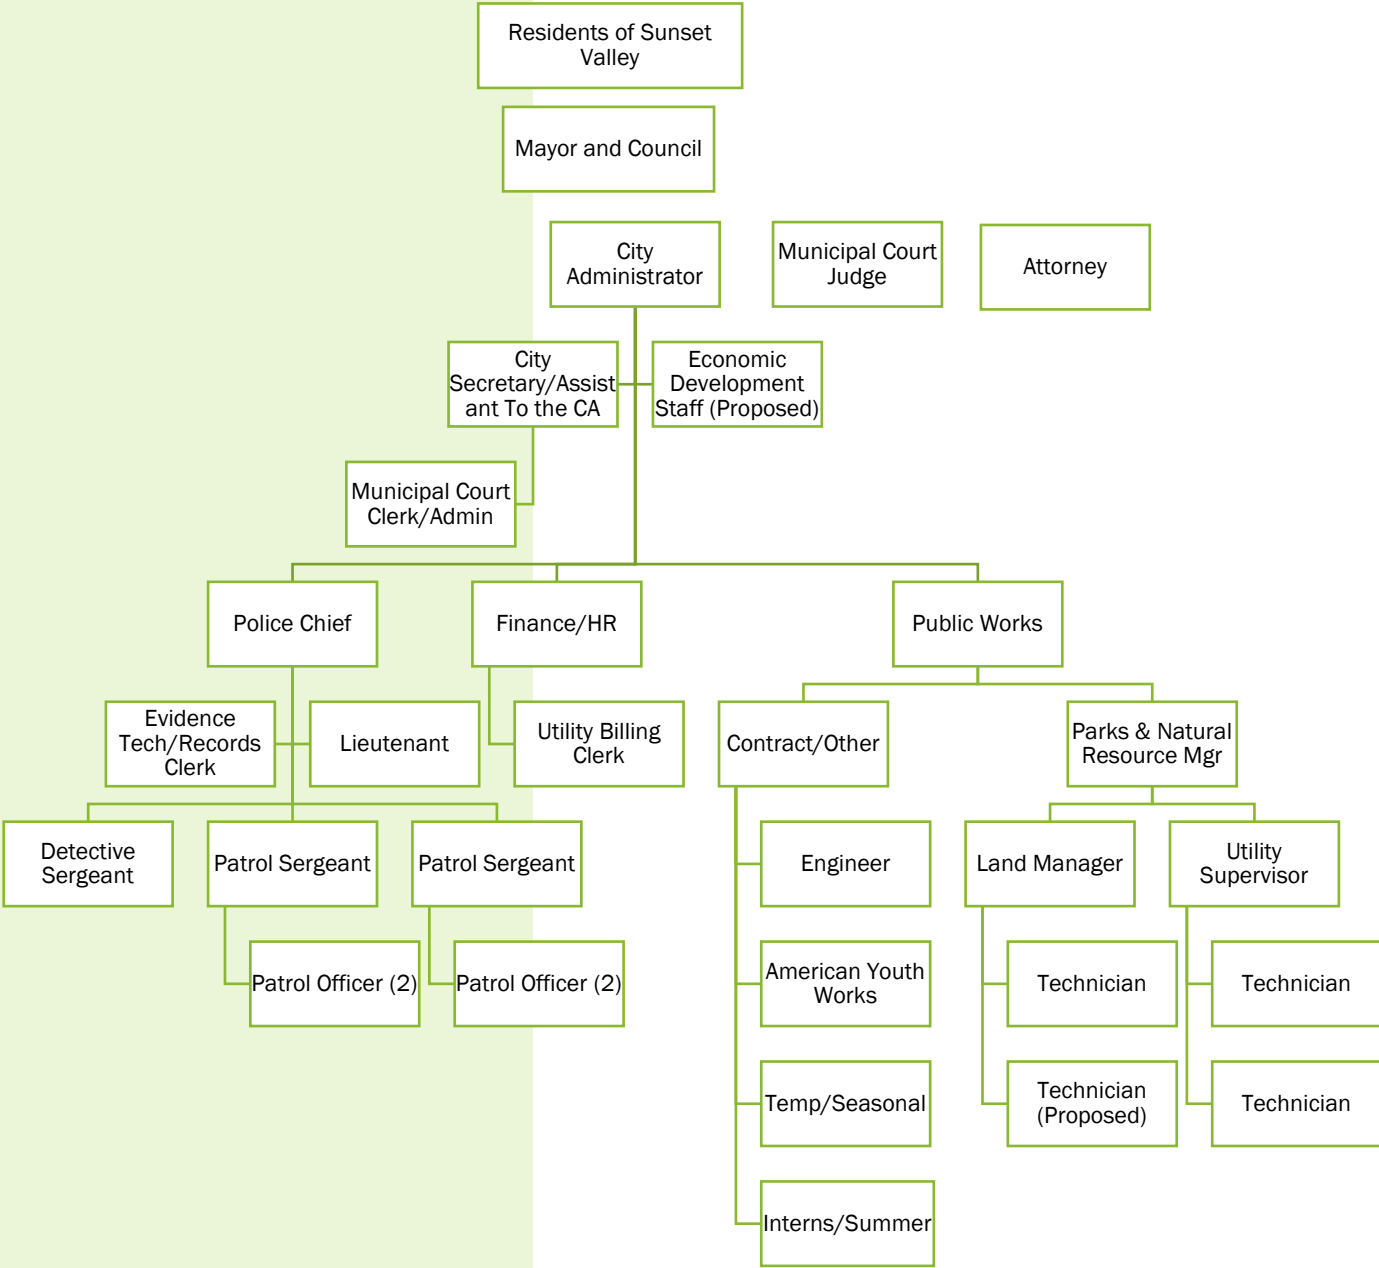 Residents of Sunset
Valley
Mayor and Council
City
Administrator
Municipal Court
Judge
Attorney
City
Secretary/Assist
ant To the CA
Economic
Development
Staff (Proposed)
Municipal Court
Clerk/Admin
Police Chief
Finance/HR
Public Works
Evidence
Tech/Records
Clerk
Lieutenant
Utility Billing
Clerk
Contract/Other
Parks & Natural
Resource Mgr
Detective
Sergeant
Patrol Sergeant
Patrol Sergeant
Engineer
Land Manager
Utility
Supervisor
Patrol Officer (2)
Patrol Officer (2)
American Youth
Works
Technician
Technician
Temp/Seasonal
Technician
(Proposed)
Technician
Interns/Summer